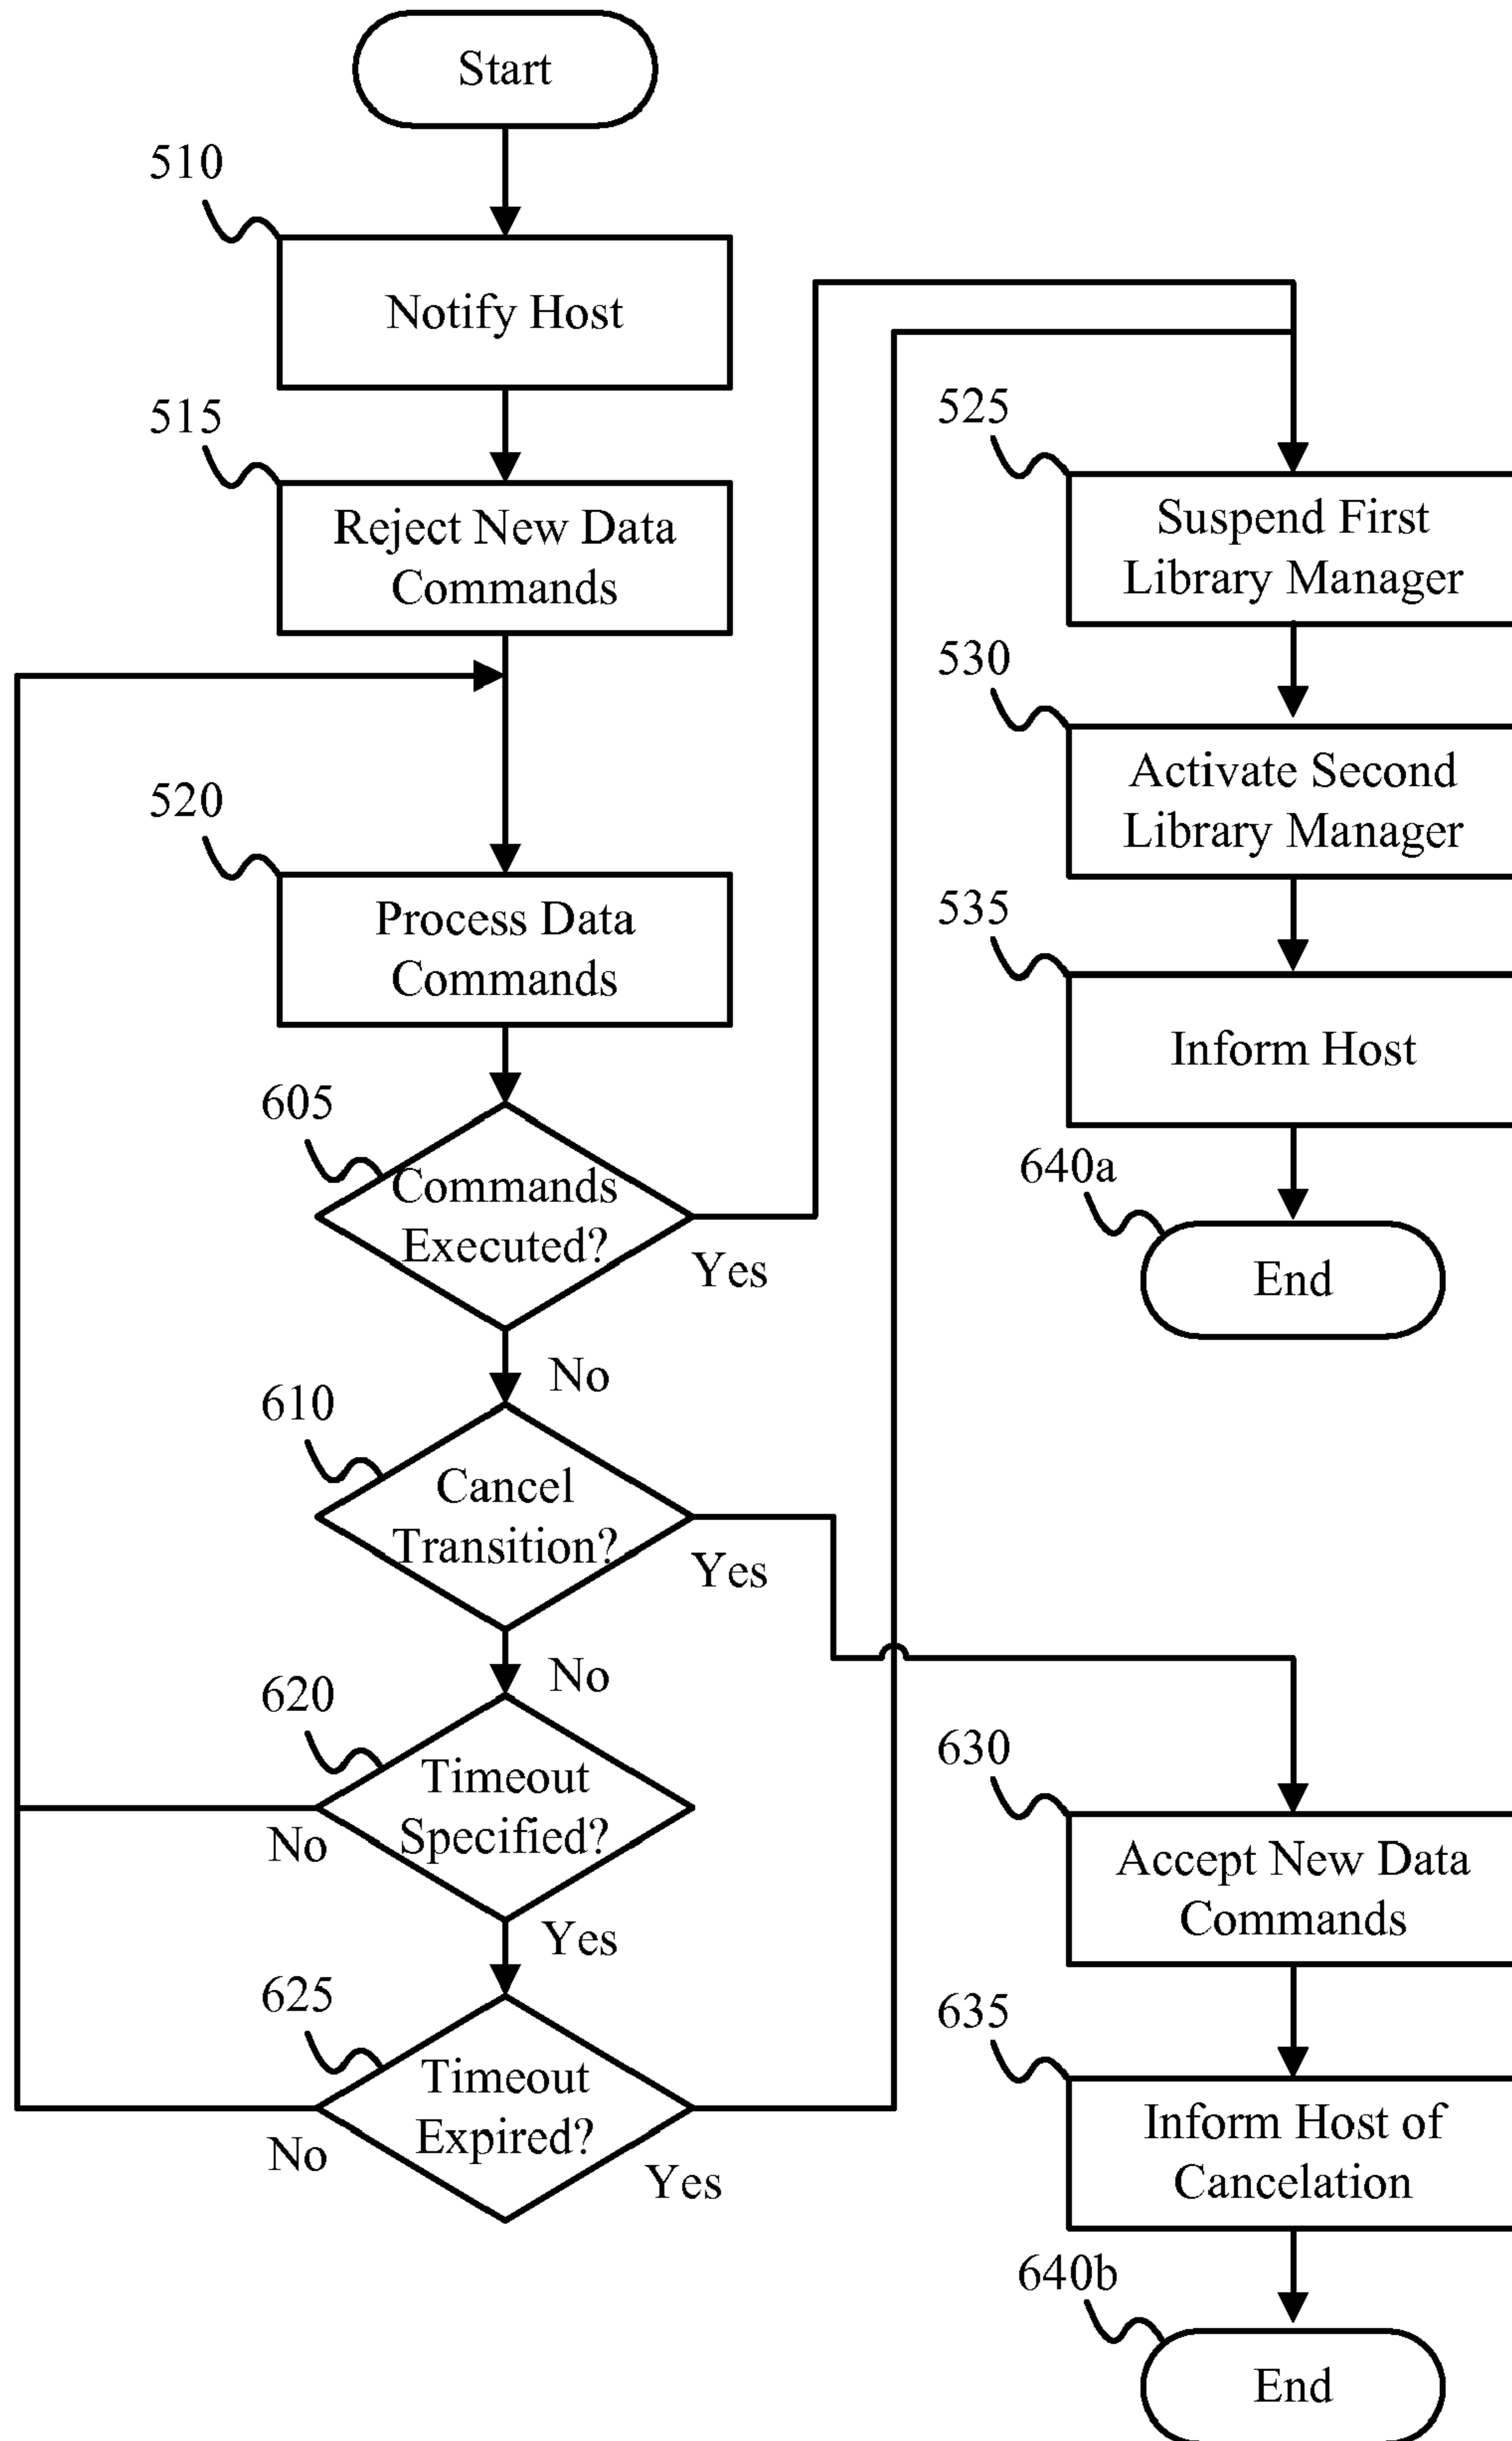 Start
510
Notify Host
515
Reject New Data
Commands
520
Process Data
Commands
605
Commands
Executed?
Yes
No
610
Cancel
Transition?
Yes
No
620
Timeout
Specified?
No
Yes
625
Timeout
Expired?
No
Yes
525
Suspend First
Library Manager
530
Activate Second
Library Manager
535
Inform Host
640a
End
630
Accept New Data
Commands
635
Inform Host of
Cancelation
640b
End